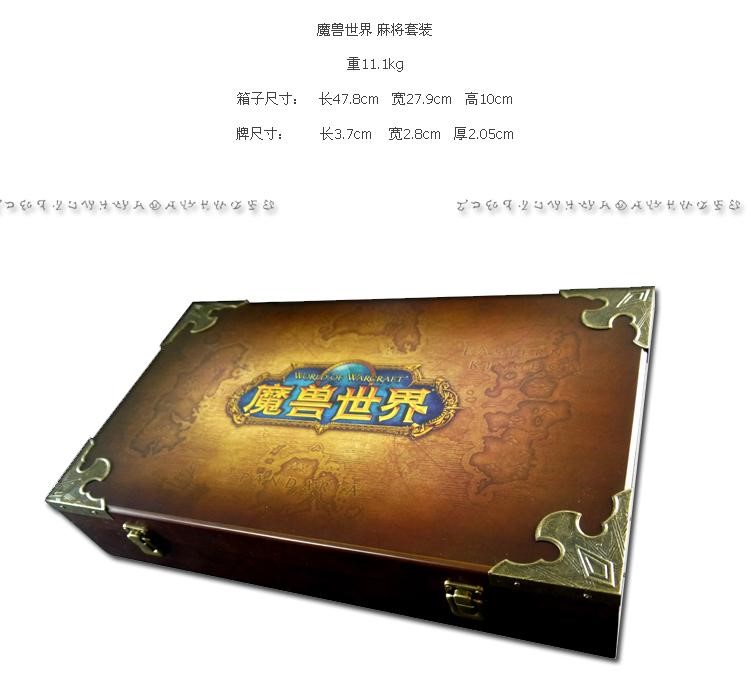 魔兽世界 麻将套装
重11.1kg
箱子尺寸： 长47.8cm 宽27.9cm 高10cm
牌尺寸： 长3.7cm 宽2.8cm 厚2.05cm
EASTERN
WORLD OF WARCRAFT
魔兽世界
PANDARIA